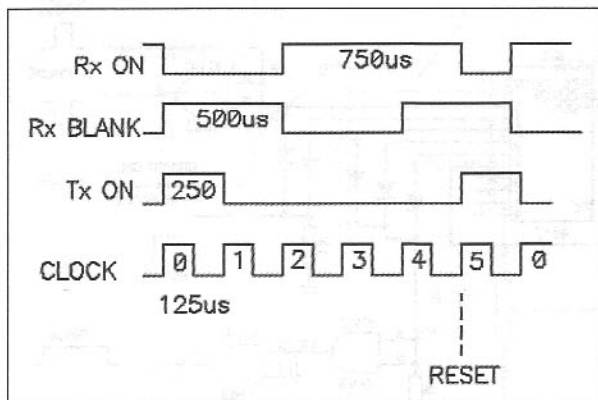 Rx ON 750us
Rx BLANK 500us
Tx ON 250
CLOCK 0 1 2 3 4 5 0
125us
RESET